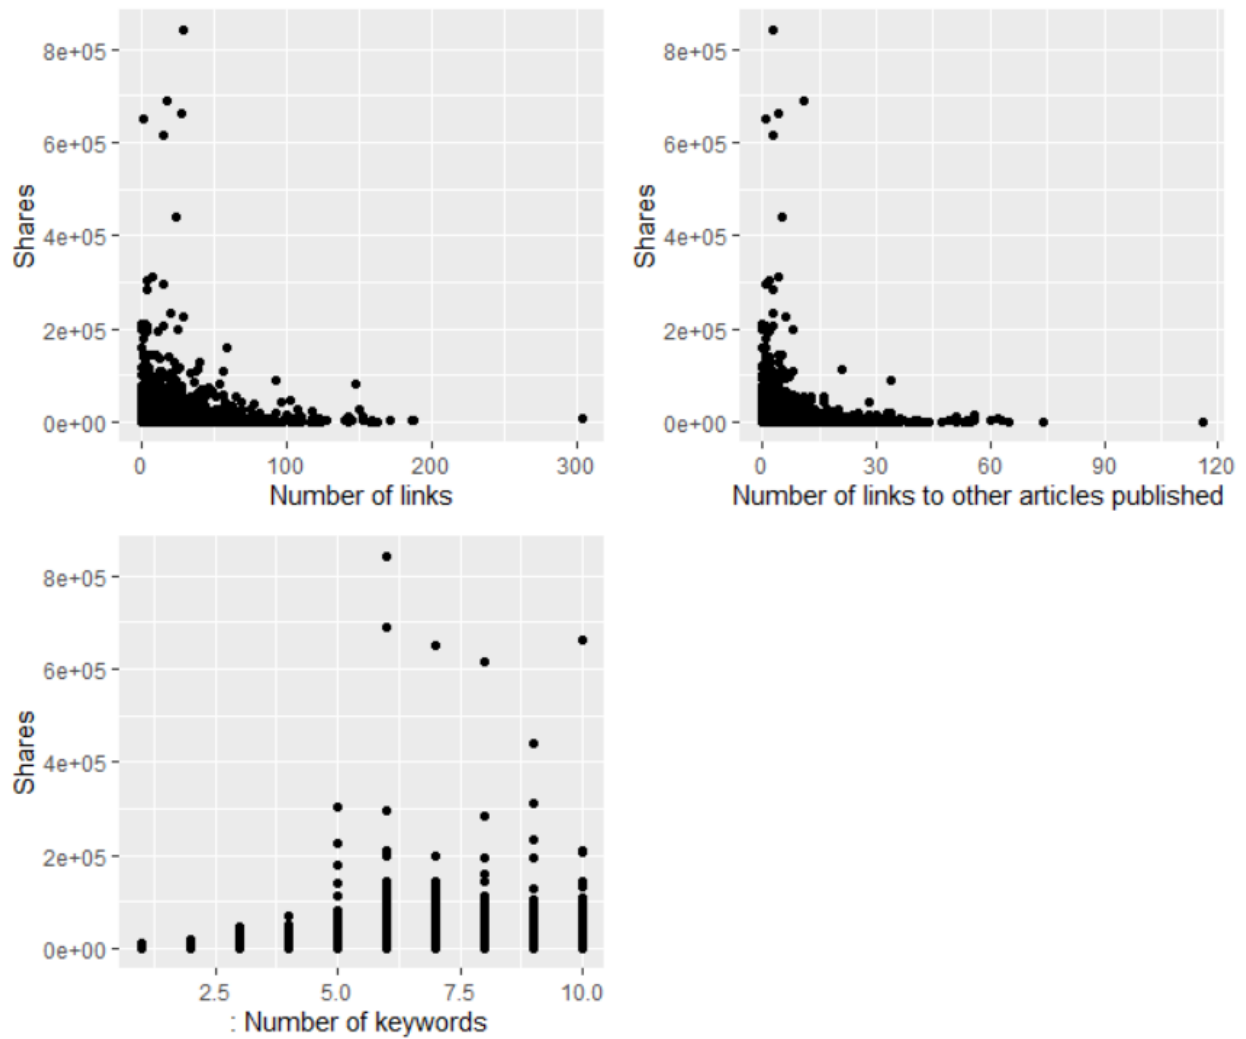 8e+05
6e+05
4e+05
2e+05
0e+00
Shares
0 100 200 300
Number of links
8e+05
6e+05
4e+05
2e+05
0e+00
Shares
0 30 60 90 120
Number of links to other articles published
8e+05
6e+05
4e+05
2e+05
0e+00
Shares
2.5 5.0 7.5 10.0
: Number of keywords